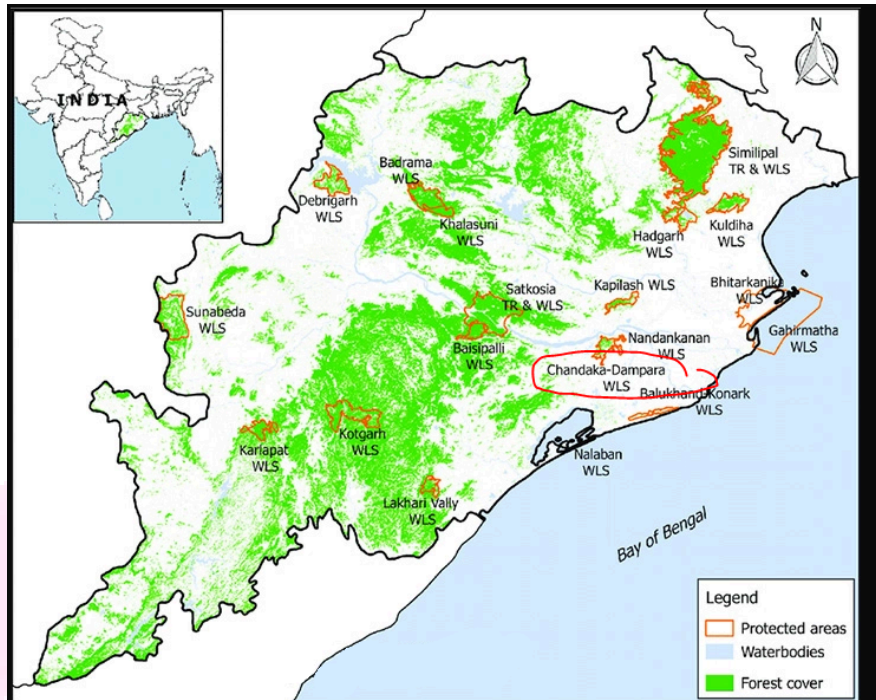 INDIA
N
Similipal
TR & WLS
Badrama
WLS
Debrigarh
WLS
Khalasuni
WLS
Hadgarh
WLS
Kuldiha
WLS
Satkosia
TR & WLS
Kapilash WLS
Bhitarkanika
WLS
Gahirmatha
WLS
Sunabeda
WLS
Baisipalli
WLS
Nandankanan
WLS
Chandaka-Dampara
WLS
Balukhand Konark
WLS
Karlapat
WLS
Kotgarh
WLS
Nalaban
WLS
Lakhari Vally
WLS
Bay of Bengal
Legend
Protected areas
Waterbodies
Forest cover